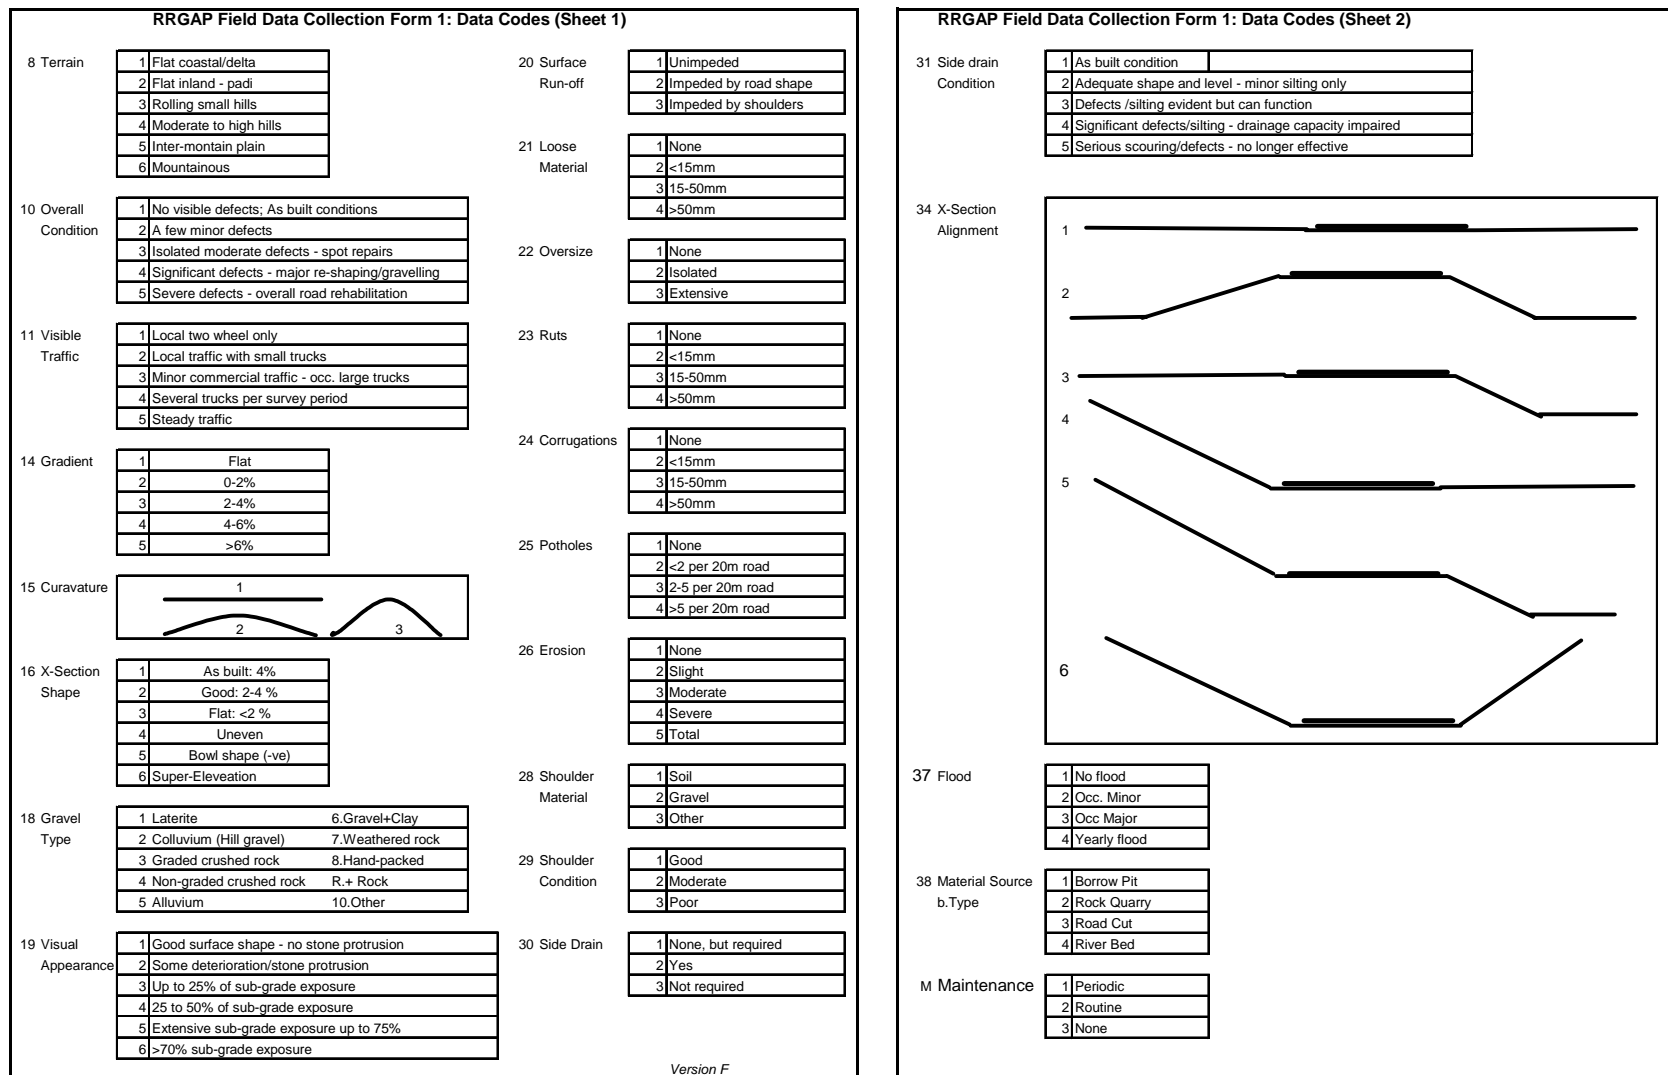 RRGAP Field Data Collection Form 1: Data Codes (Sheet 1)
8 Terrain
1 Flat coastal/delta
2 Flat inland - padi
3 Rolling small hills
4 Moderate to high hills
5 Inter-montain plain
6 Mountainous
10 Overall
Condition
1 No visible defects; As built conditions
2 A few minor defects
3 Isolated moderate defects - spot repairs
4 Significant defects - major re-shaping/gravelling
5 Severe defects - overall road rehabilitation
11 Visible
Traffic
1 Local two wheel only
2 Local traffic with small trucks
3 Minor commercial traffic - occ. large trucks
4 Several trucks per survey period
5 Steady traffic
14 Gradient
1 Flat
2 0-2%
3 2-4%
4 4-6%
5 >6%
15 Curavature
1
2
3
16 X-Section
Shape
1 As built: 4%
2 Good: 2-4 %
3 Flat: <2 %
4 Uneven
5 Bowl shape (-ve)
6 Super-Eleveation
18 Gravel
Type
1 Laterite 6.Gravel+Clay
2 Colluvium (Hill gravel) 7.Weathered rock
3 Graded crushed rock 8.Hand-packed
4 Non-graded crushed rock R.+ Rock
5 Alluvium 10.Other
19 Visual
Appearance
1 Good surface shape - no stone protrusion
2 Some deterioration/stone protrusion
3 Up to 25% of sub-grade exposure
4 25 to 50% of sub-grade exposure
5 Extensive sub-grade exposure up to 75%
6 >70% sub-grade exposure
20 Surface
Run-off
1 Unimpeded
2 Impeded by road shape
3 Impeded by shoulders
21 Loose
Material
1 None
2 <15mm
3 15-50mm
4 >50mm
22 Oversize
1 None
2 Isolated
3 Extensive
23 Ruts
1 None
2 <15mm
3 15-50mm
4 >50mm
24 Corrugations
1 None
2 <15mm
3 15-50mm
4 >50mm
25 Potholes
1 None
2 <2 per 20m road
3 2-5 per 20m road
4 >5 per 20m road
26 Erosion
1 None
2 Slight
3 Moderate
4 Severe
5 Total
28 Shoulder
Material
1 Soil
2 Gravel
3 Other
29 Shoulder
Condition
1 Good
2 Moderate
3 Poor
30 Side Drain
1 None, but required
2 Yes
3 Not required
Version F
RRGAP Field Data Collection Form 1: Data Codes (Sheet 2)
31 Side drain
Condition
1 As built condition
2 Adequate shape and level - minor silting only
3 Defects /silting evident but can function
4 Significant defects/silting - drainage capacity impaired
5 Serious scouring/defects - no longer effective
34 X-Section
Alignment
1
2
3
4
5
6
37 Flood
1 No flood
2 Occ. Minor
3 Occ Major
4 Yearly flood
38 Material Source
b.Type
1 Borrow Pit
2 Rock Quarry
3 Road Cut
4 River Bed
M Maintenance
1 Periodic
2 Routine
3 None